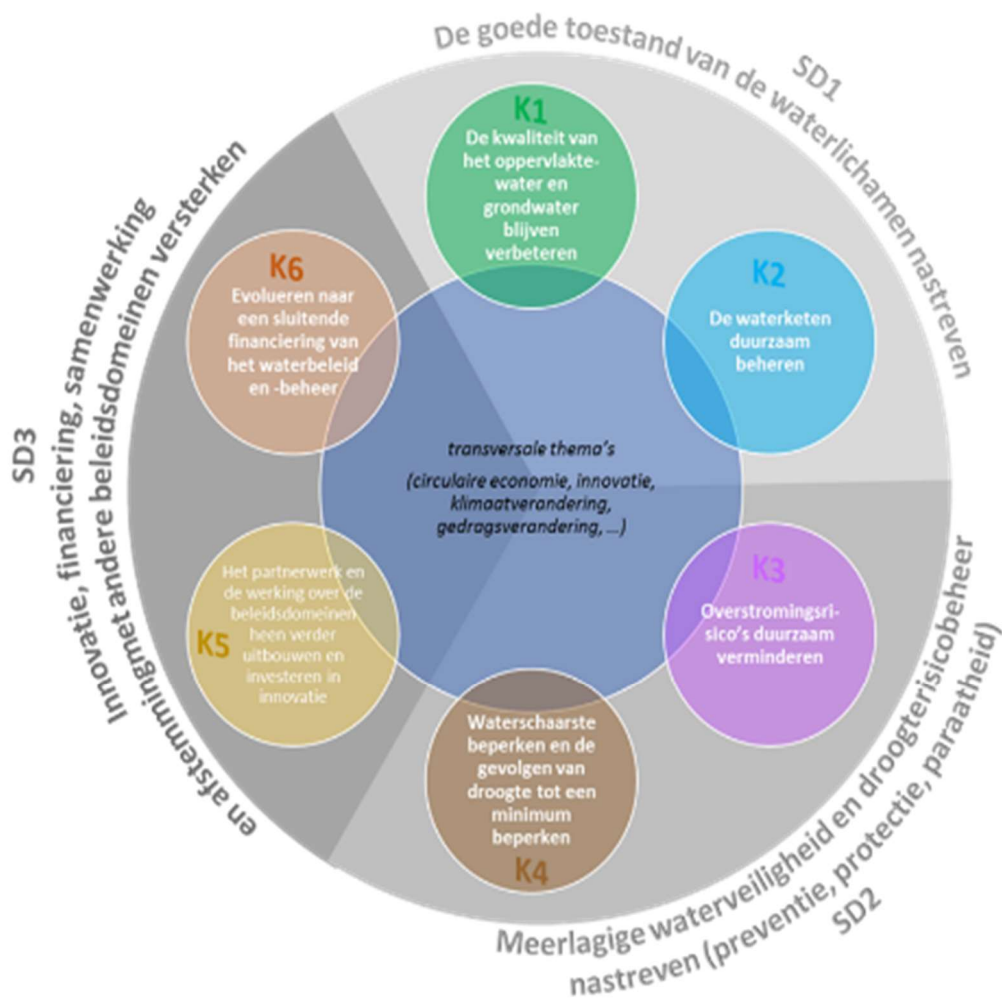 De goede toestand van de waterlichamen nastreven
SD1
K1
De kwaliteit van
het oppervlakte-
water en
grondwater
blijven
verbeteren
K2
De waterketen
duurzaam
beheren
K3
Overstromingsri-
sico's duurzaam
verminderen
Meerlagige waterveiligheid en droogterisicobeheer
nastreven (preventie, protectie, paraatheid)
SD2
Waterschaarste
beperken en de
gevolgen van
droogte tot een
minimum
beperken
K4
Het partnerwerk en
de werking over de
beleidsdomeinen
heen verder
uitbouwen en
investeren in
innovatie
K5
K6
Evolueren naar
een sluitende
financiering van
het waterbeleid
en -beheer
SD3
Innovatie, financiering, samenwerking
en afstemmingmet andere beleidsdomeinen versterken
transversale thema's
(circulaire economie, innovatie,
klimaatverandering,
gedragsverandering, ...)